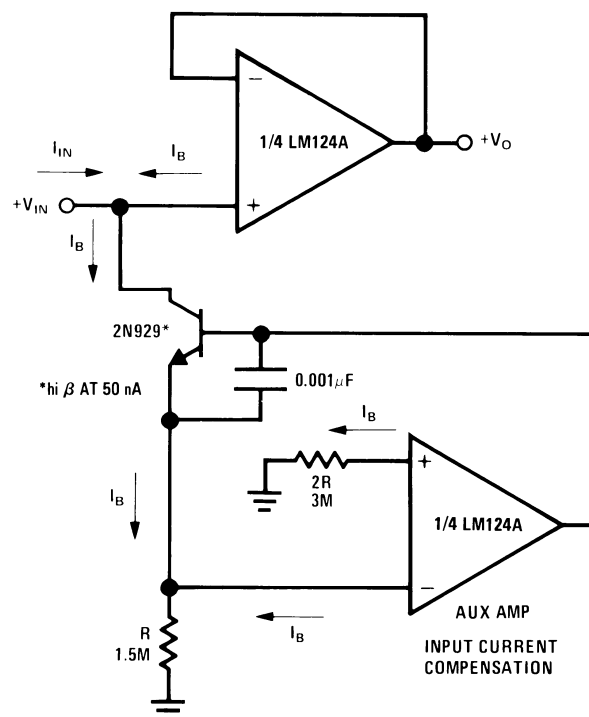 −
1/4 LM124A
+VO
IIN
IB
+VIN
+
IB
2N929*
*hi β AT 50 nA
0.001μF
IB
+
2R
3M
1/4 LM124A
IB
−
IB
R
1.5M
AUX AMP
INPUT CURRENT
COMPENSATION